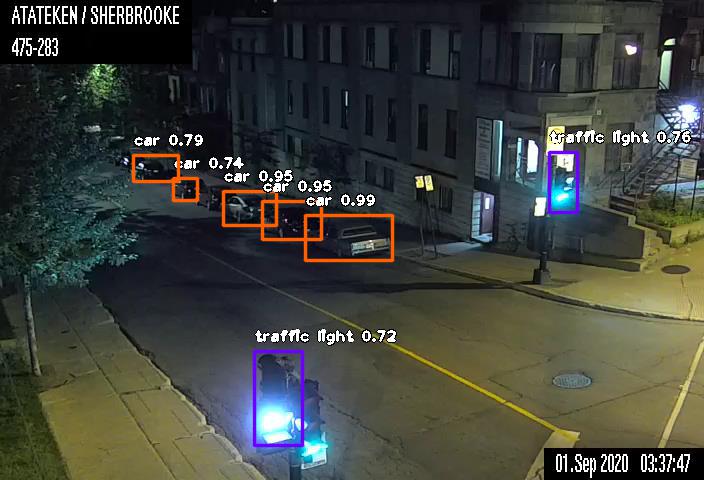 ATATEKEN / SHERBROOKE
475-283
car 0.79
car 0.74
car 0.95
car 0.95
car 0.99
traffic light 0.76
traffic light 0.72
01.Sep 2020 03:37:47